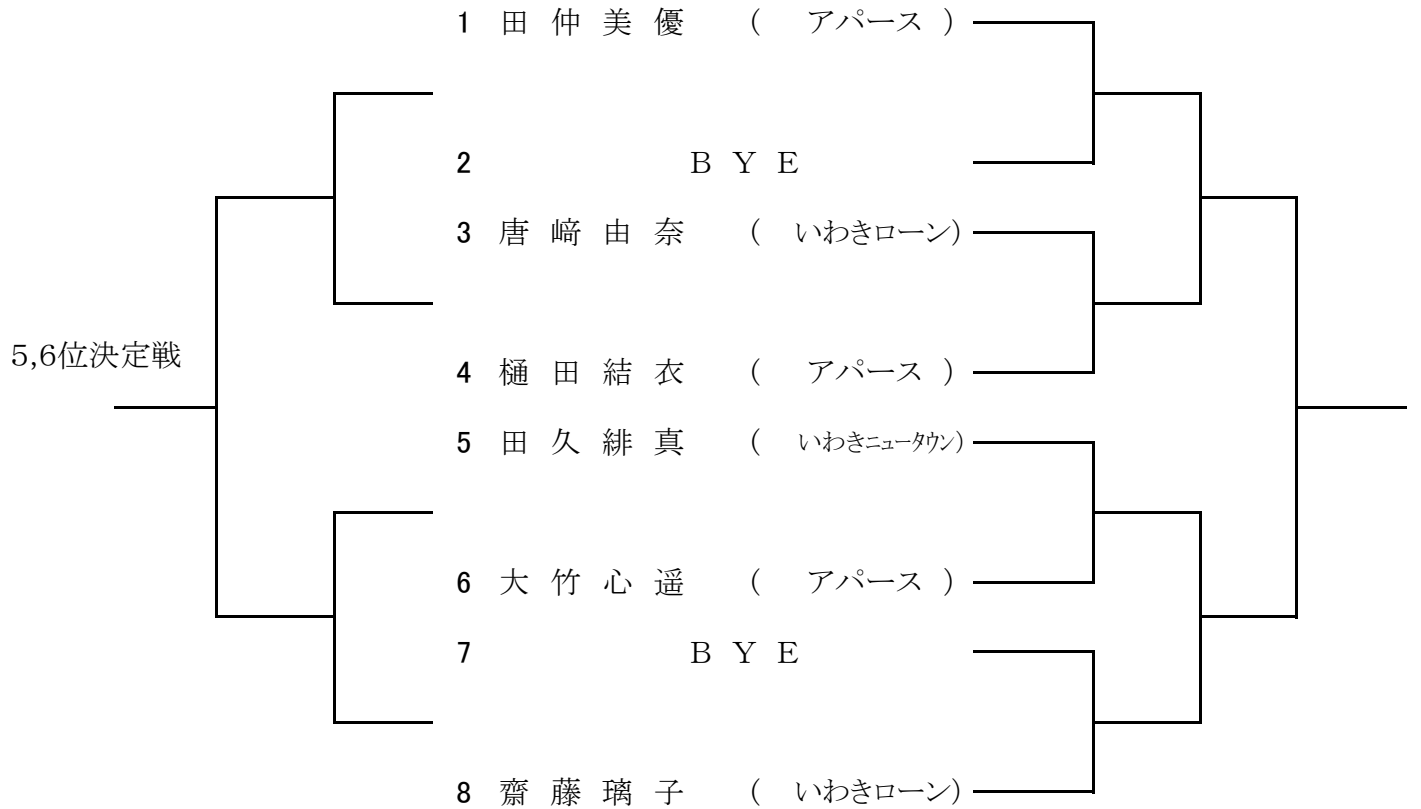 1 田仲美優 ( アパース )
2 BYE
3 唐﨑由奈 ( いわきローン)
5,6位決定戦
4 樋田結衣 ( アパース )
5 田久緋真 ( いわきニュータウン)
6 大竹心遥 ( アパース )
7 BYE
8 齋藤璃子 ( いわきローン)